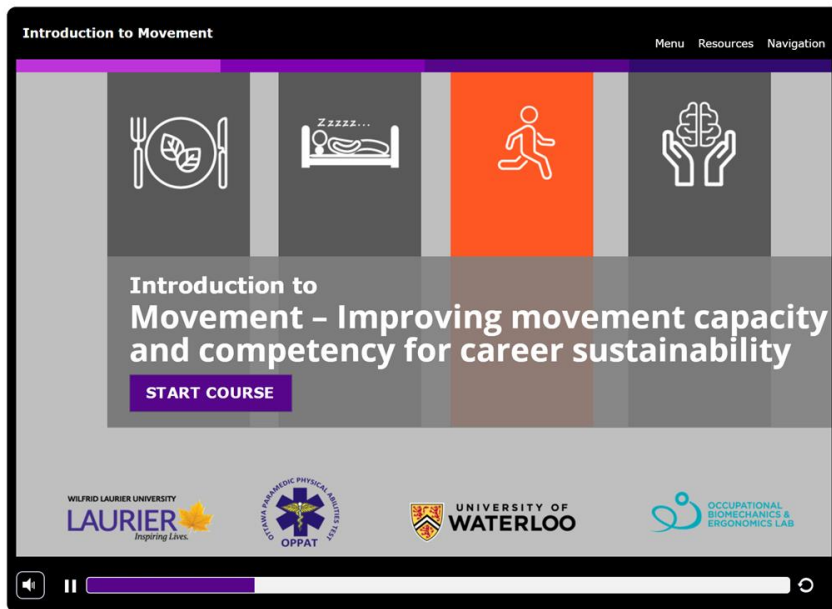 Introduction to Movement
Menu Resources Navigation
Zzzzz...
Introduction to
Movement – Improving movement capacity
and competency for career sustainability
START COURSE
WILFRID LAURIER UNIVERSITY
LAURIER
Inspiring Lives.
OTTAWA PARAMEDIC PHYSICAL ABILITIES TEST
OPPAT
UNIVERSITY OF
WATERLOO
OCCUPATIONAL
BIOMECHANICS &
ERGONOMICS LAB